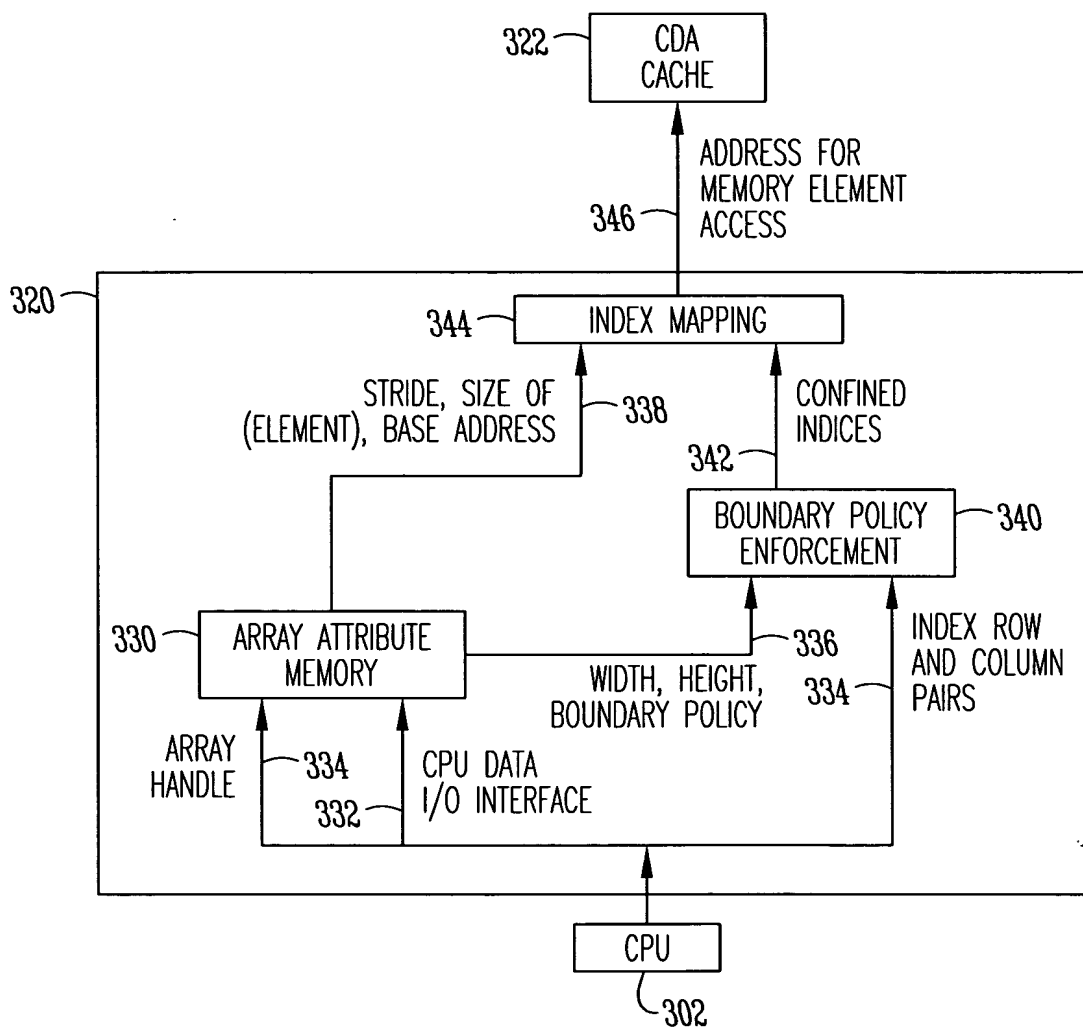 322
CDA
CACHE
ADDRESS FOR
MEMORY ELEMENT
ACCESS
346
320
344
INDEX MAPPING
STRIDE, SIZE OF
(ELEMENT), BASE ADDRESS
338
CONFINED
INDICES
342
BOUNDARY POLICY
ENFORCEMENT
340
330
ARRAY ATTRIBUTE
MEMORY
336
WIDTH, HEIGHT,
BOUNDARY POLICY
INDEX ROW
AND COLUMN
PAIRS
334
ARRAY
HANDLE
334
332
CPU DATA
I/O INTERFACE
CPU
302